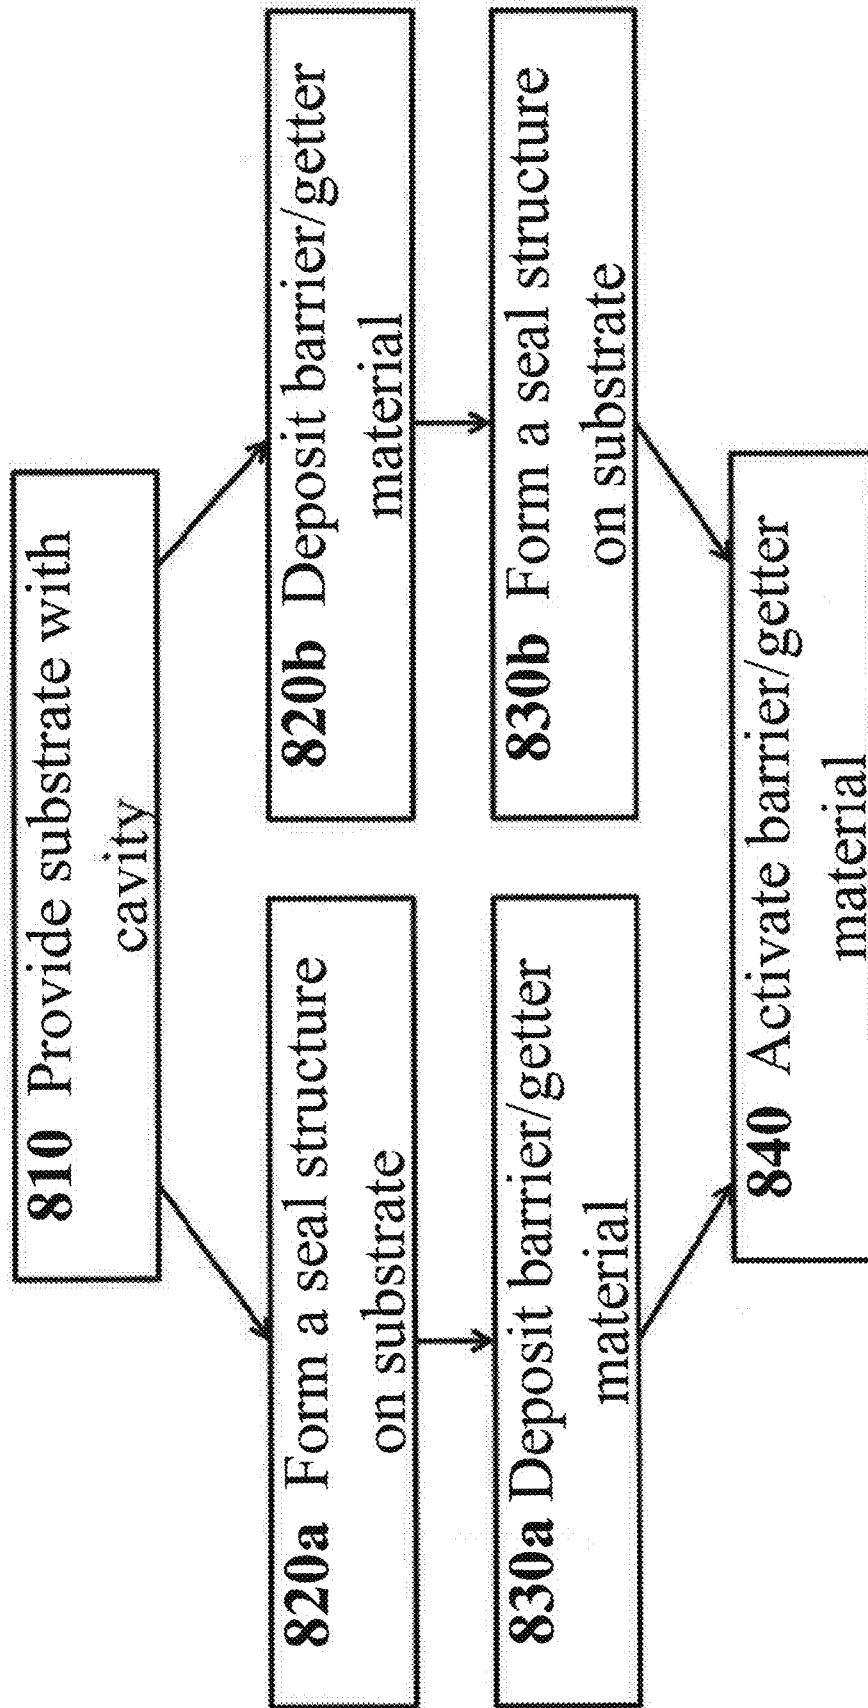 810 Provide substrate with
cavity
820a Form a seal structure
on substrate
820b Deposit barrier/getter
material
830a Deposit barrier/getter
material
830b Form a seal structure
on substrate
840 Activate barrier/getter
material